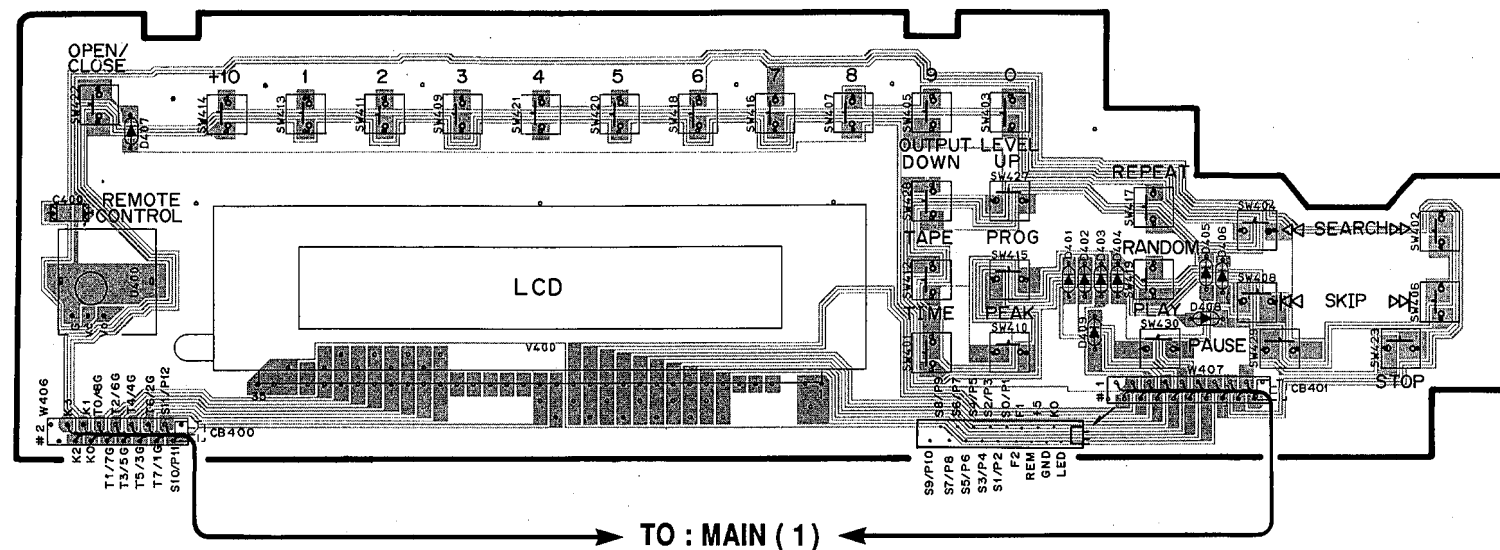 OPEN/
CLOSE
+10 1 2 3 4 5 6 7 8 9 0
SW422 D407 SW414 SW413 SW411 SW409 SW421 SW420 SW418 SW416 SW407 SW405 SW403
OUTPUT LEVEL
DOWN UP
REPEAT
SW428 SW427 SW417 SW404 SW402
C400 REMOTE
CONTROL
SEARCH
TAPE PROG RANDOM
D401 D402 D403 D404 D405 D406
SW412 SW415 SW419 SW408 SW406
D400
LCD
SKIP
TIME PEAK PLAY
D408
SW401 SW410 D409 SW430 PAUSE SW423
STOP
V400
W406 K3 K1 T0/8G T2/6G T4/4G T6/2G S11/P12
#2 CB400
K2 K0 T1/7G T3/5G T5/3G T7/1G S10/P11
S8/P9 S6/P7 S4/P5 S2/P3 S0/P1 F1 +5 K0
#1 W407 CB401
S9/P10 S7/P8 S5/P6 S3/P4 S1/P2 F2 REM GND LED
TO : MAIN ( 1 )